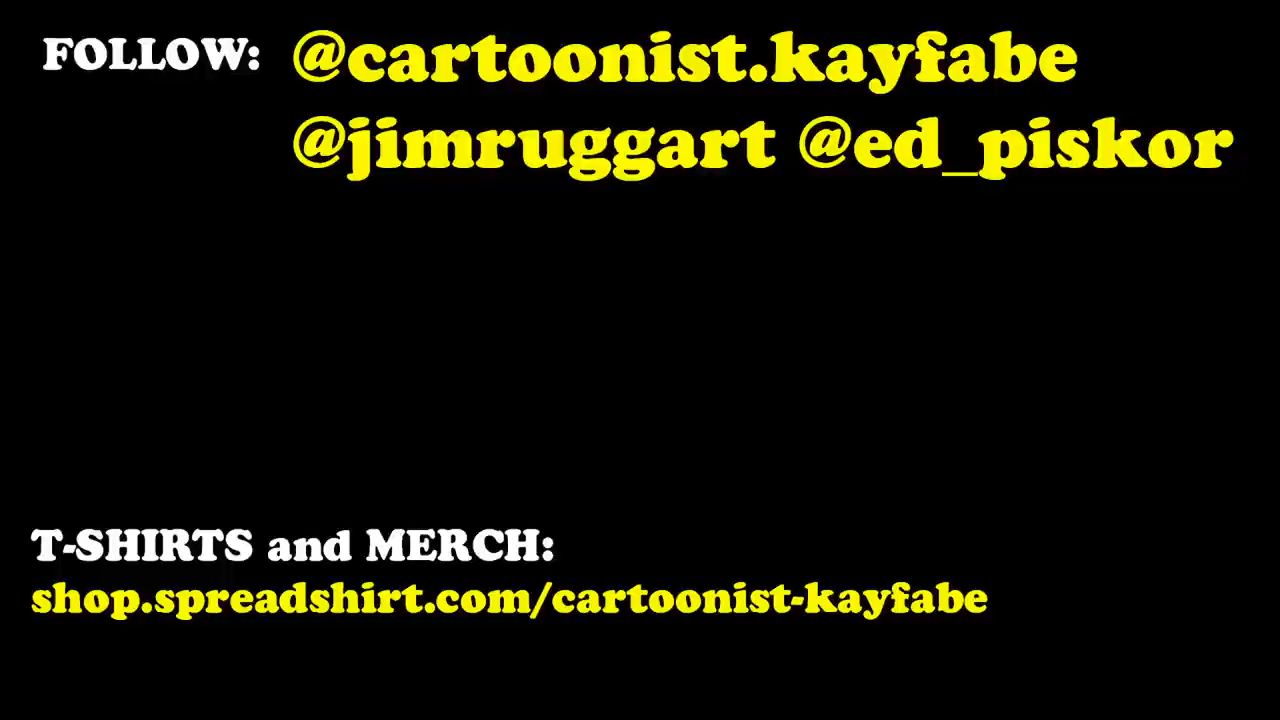 FOLLOW: @cartoonist.kayfabe
@jimruggart @ed_piskor
T-SHIRTS and MERCH:
shop.spreadshirt.com/cartoonist-kayfabe